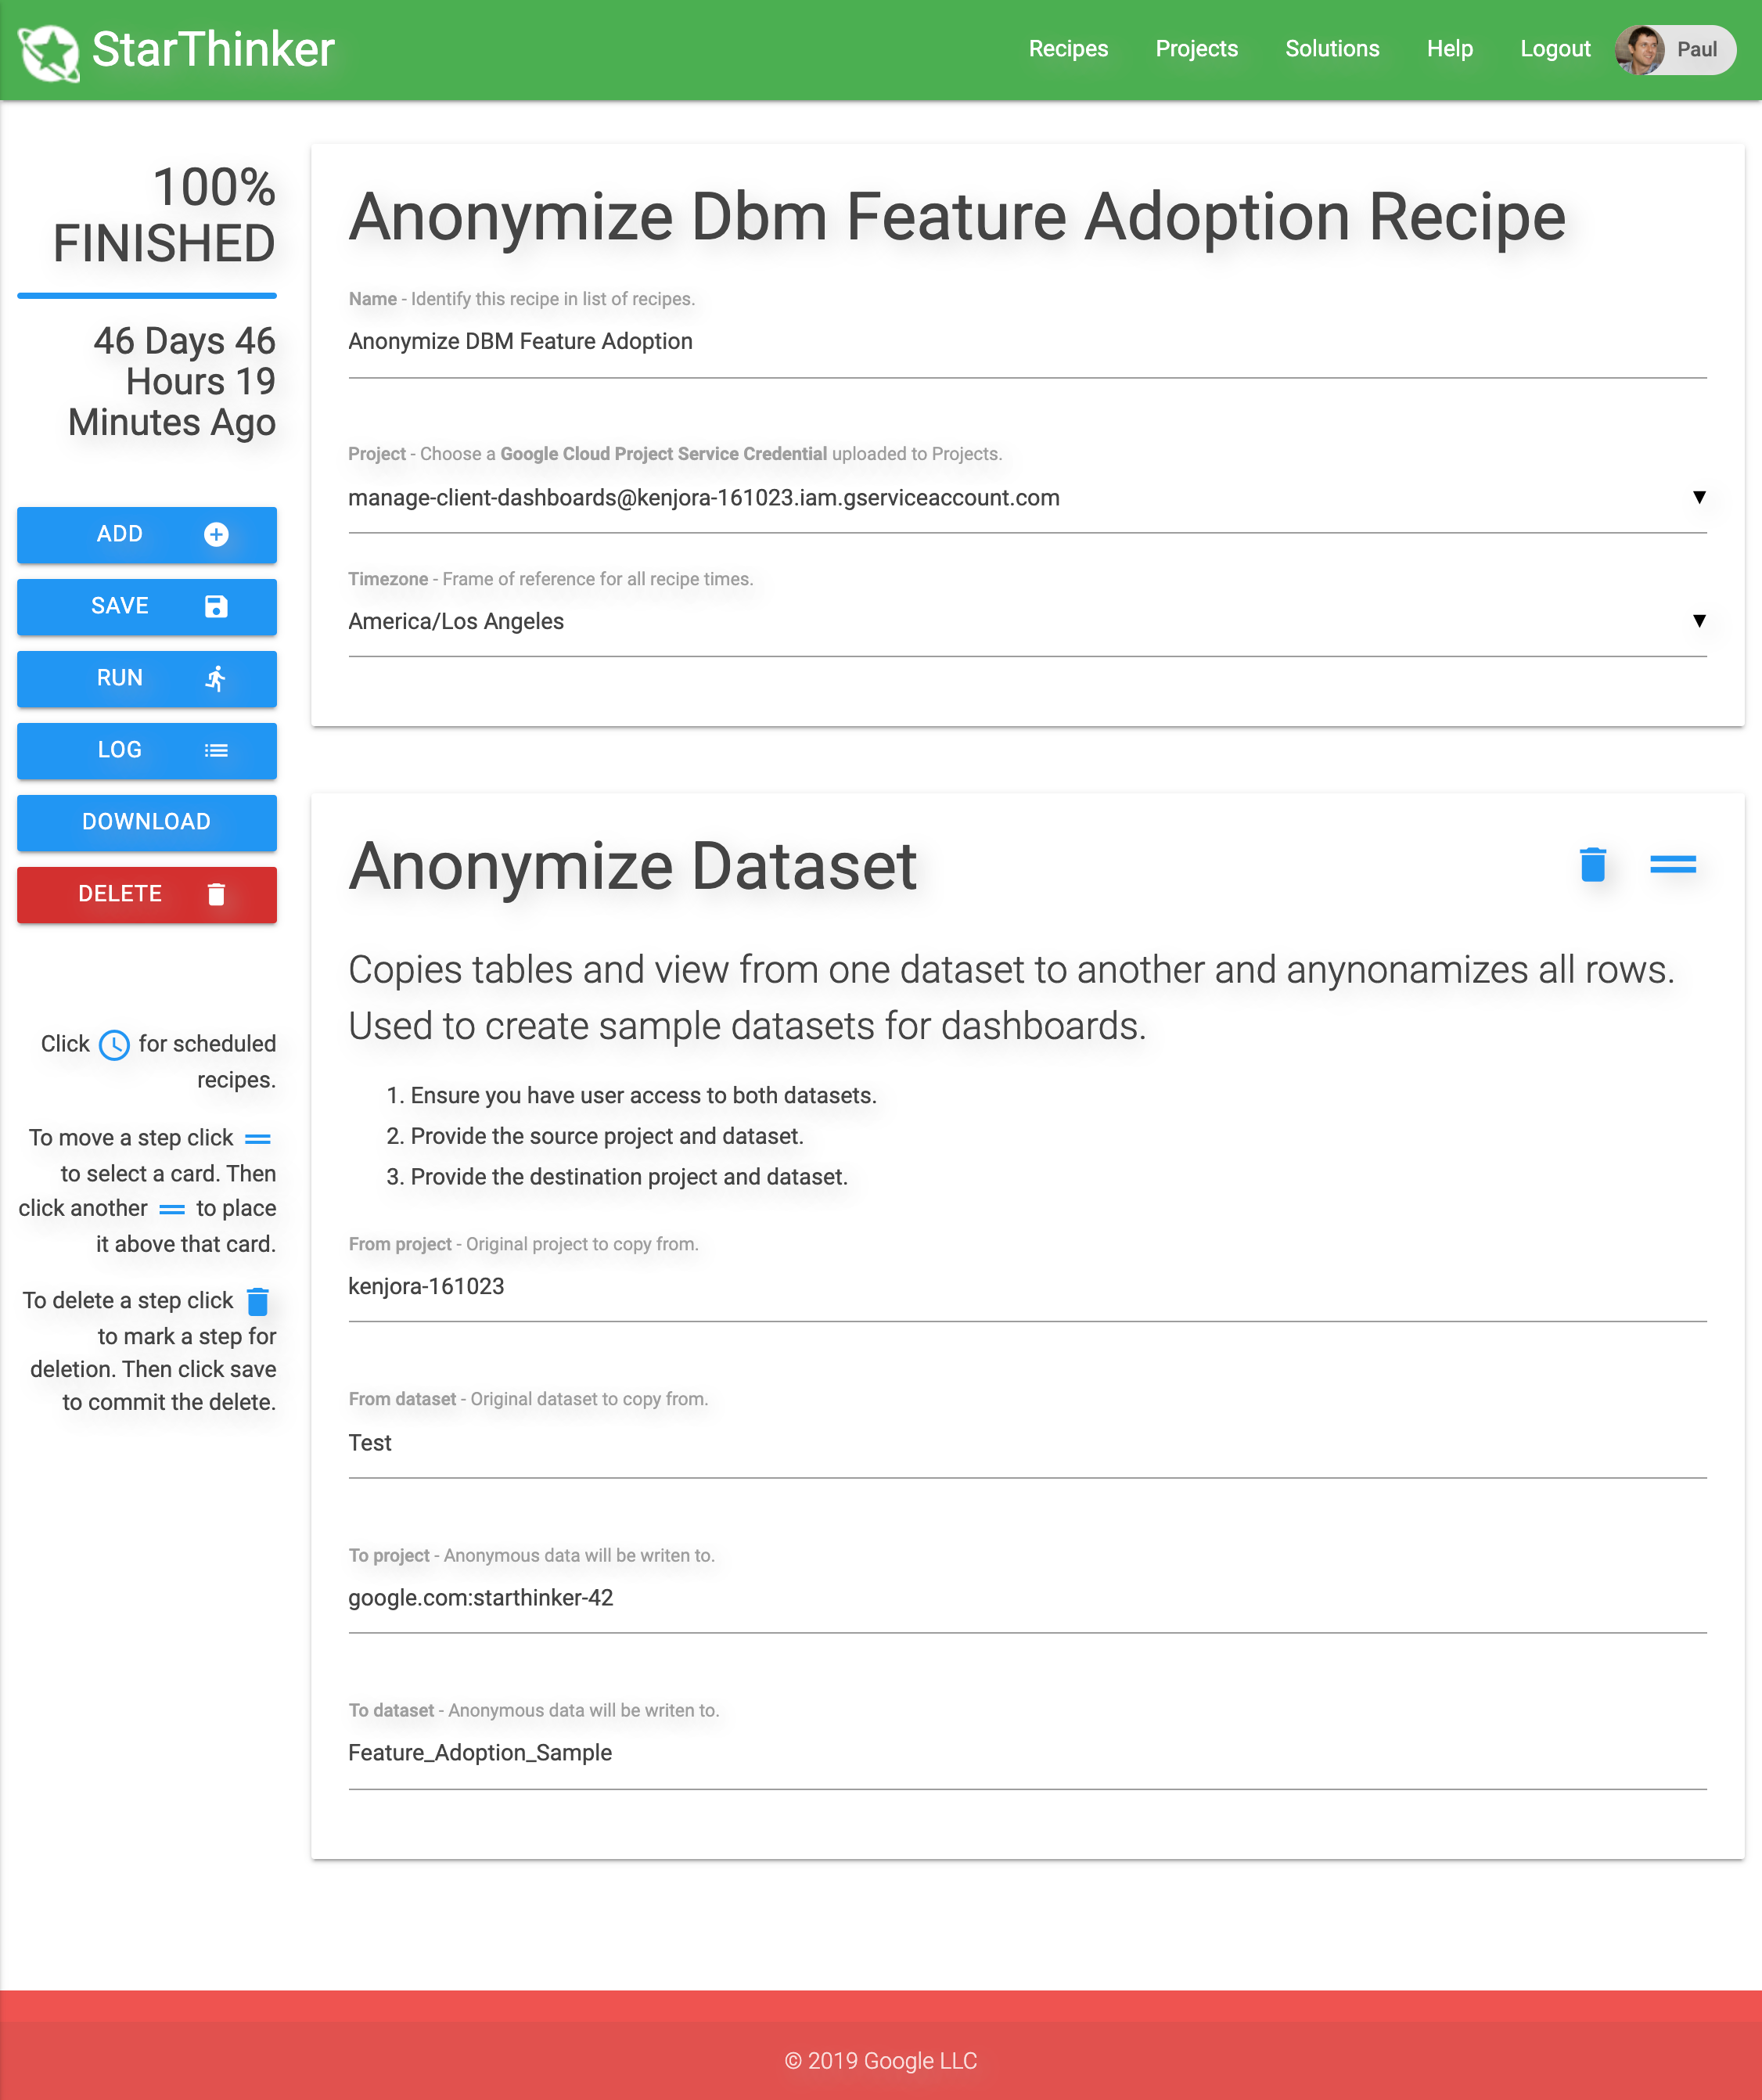 StarThinker
Recipes Projects Solutions Help Logout Paul
100%
FINISHED
46 Days 46
Hours 19
Minutes Ago
ADD
SAVE
RUN
LOG
DOWNLOAD
DELETE
Click for scheduled
recipes.
To move a step click
to select a card. Then
click another to place
it above that card.
To delete a step click
to mark a step for
deletion. Then click save
to commit the delete.
Anonymize Dbm Feature Adoption Recipe
Name - Identify this recipe in list of recipes.
Anonymize DBM Feature Adoption
Project - Choose a Google Cloud Project Service Credential uploaded to Projects.
manage-client-dashboards@kenjora-161023.iam.gserviceaccount.com
Timezone - Frame of reference for all recipe times.
America/Los Angeles
Anonymize Dataset
Copies tables and view from one dataset to another and anynonamizes all rows.
Used to create sample datasets for dashboards.
1. Ensure you have user access to both datasets.
2. Provide the source project and dataset.
3. Provide the destination project and dataset.
From project - Original project to copy from.
kenjora-161023
From dataset - Original dataset to copy from.
Test
To project - Anonymous data will be writen to.
google.com:starthinker-42
To dataset - Anonymous data will be writen to.
Feature_Adoption_Sample
© 2019 Google LLC